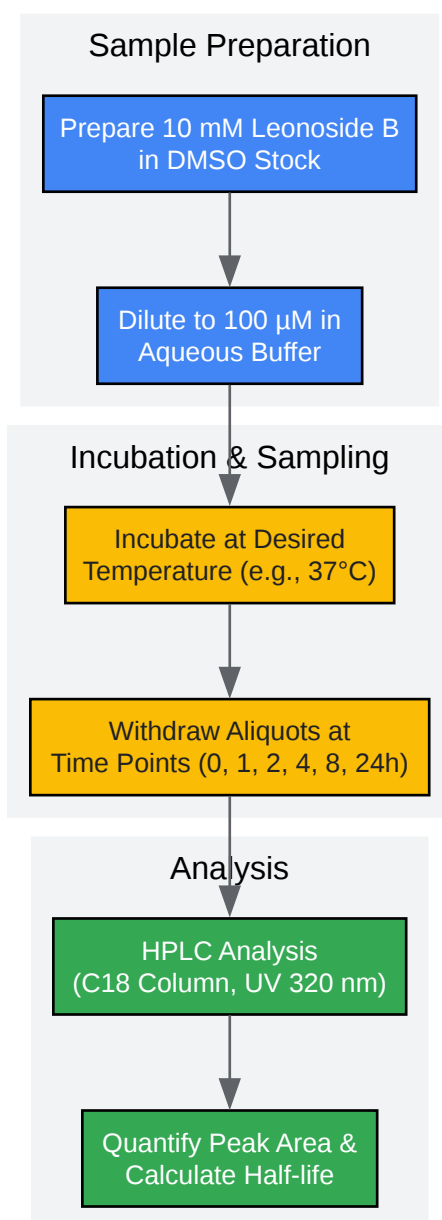 Sample Preparation
Prepare 10 mM Leonoside B
in DMSO Stock
Dilute to 100 µM in
Aqueous Buffer
Incubation & Sampling
Incubate at Desired
Temperature (e.g., 37°C)
Withdraw Aliquots at
Time Points (0, 1, 2, 4, 8, 24h)
Analysis
HPLC Analysis
(C18 Column, UV 320 nm)
Quantify Peak Area &
Calculate Half-life